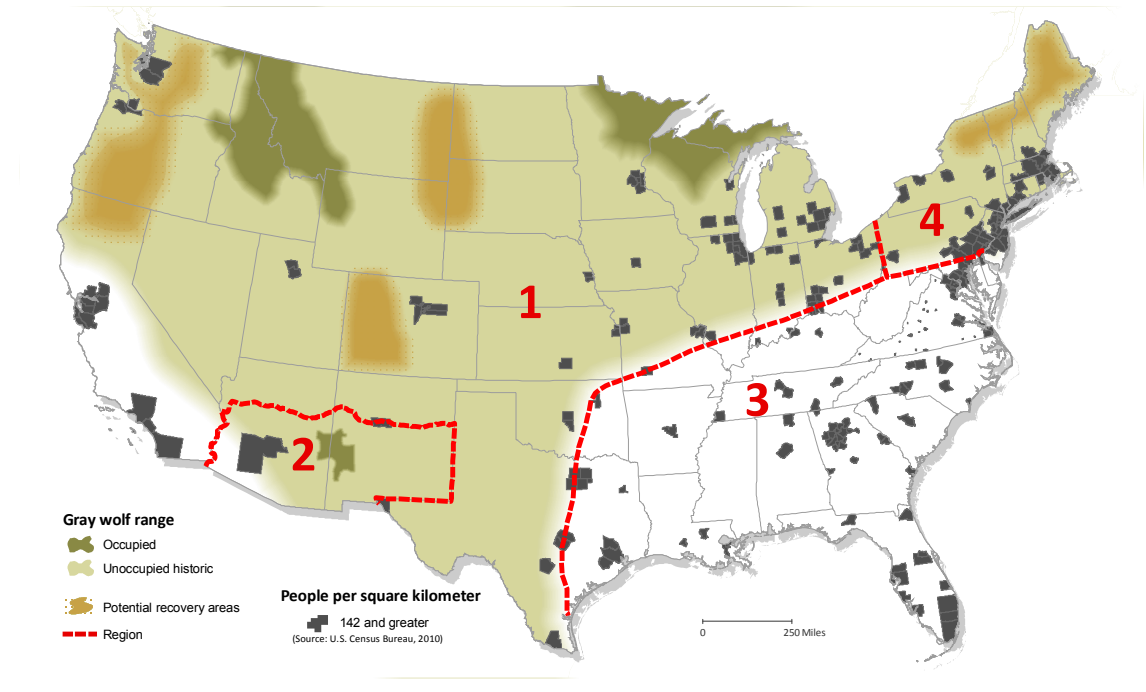 4
1
3
2
Gray wolf range
Occupied
Unoccupied historic
Potential recovery areas
Region
People per square kilometer
142 and greater
(Source: U.S. Census Bureau, 2010)
0 250 Miles